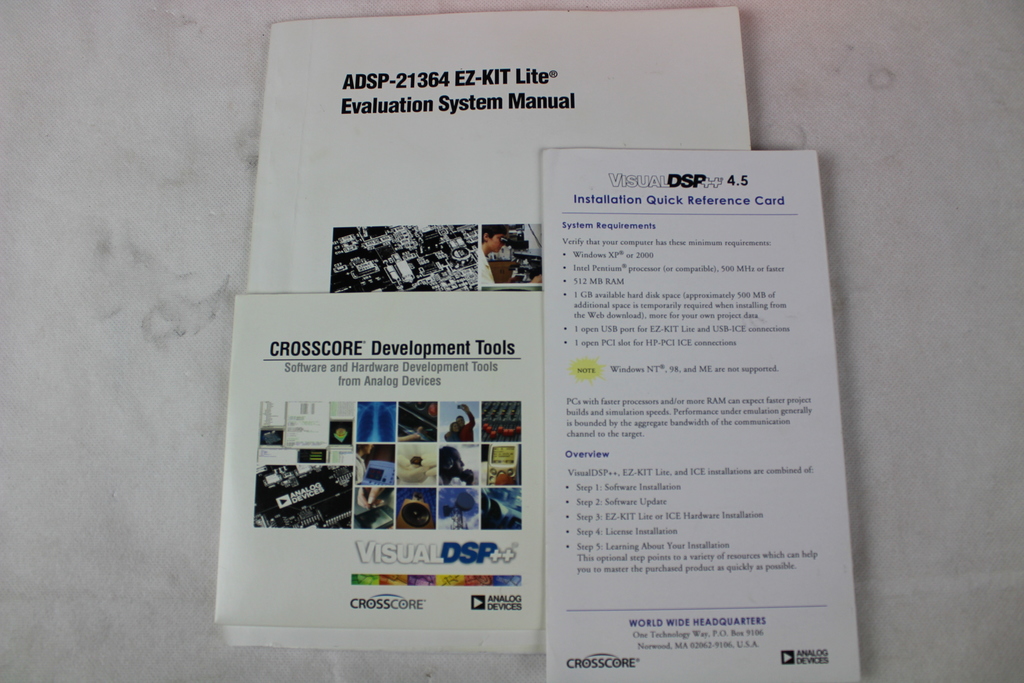 ADSP-21364 EZ-KIT Lite®
Evaluation System Manual
CROSSCORE® Development Tools
Software and Hardware Development Tools
from Analog Devices
ANALOG
DEVICES
VISUALDSP++™
CROSSCORE®
ANALOG
DEVICES
VISUALDSP++™ 4.5
Installation Quick Reference Card
System Requirements
Verify that your computer has these minimum requirements:
• Windows XP® or 2000
• Intel Pentium® processor (or compatible), 500 MHz or faster
• 512 MB RAM
• 1 GB available hard disk space (approximately 500 MB of
additional space is temporarily required when installing from
the Web download), more for your own project data
• 1 open USB port for EZ-KIT Lite and USB-ICE connections
• 1 open PCI slot for HP-PCI ICE connections
NOTE Windows NT®, 98, and ME are not supported.
PCs with faster processors and/or more RAM can expect faster project
builds and simulation speeds. Performance under emulation generally
is bounded by the aggregate bandwidth of the communication
channel to the target.
Overview
VisualDSP++, EZ-KIT Lite, and ICE installations are combined of:
• Step 1: Software Installation
• Step 2: Software Update
• Step 3: EZ-KIT Lite or ICE Hardware Installation
• Step 4: License Installation
• Step 5: Learning About Your Installation
This optional step points to a variety of resources which can help
you to master the purchased product as quickly as possible.
WORLD WIDE HEADQUARTERS
One Technology Way, P.O. Box 9106
Norwood, MA 02062-9106, U.S.A.
CROSSCORE®
ANALOG
DEVICES